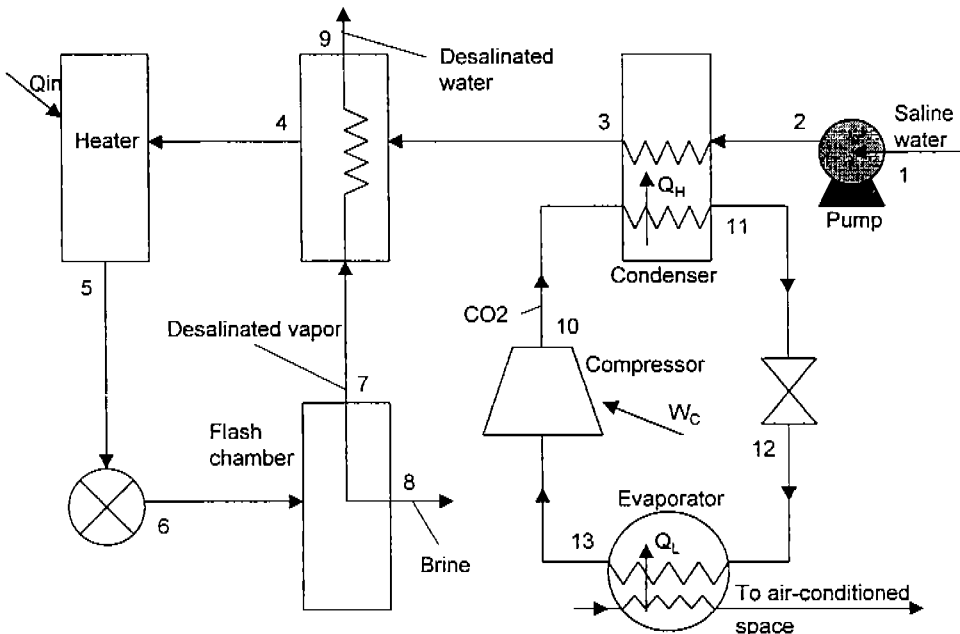 9
Desalinated
water
Qin
Heater
4
3
2
Saline
water
1
Q_H
Pump
11
Condenser
5
CO2
10
Desalinated vapor
7
Compressor
W_C
Flash
chamber
12
8
Evaporator
6
13
Q_L
Brine
To air-conditioned
space